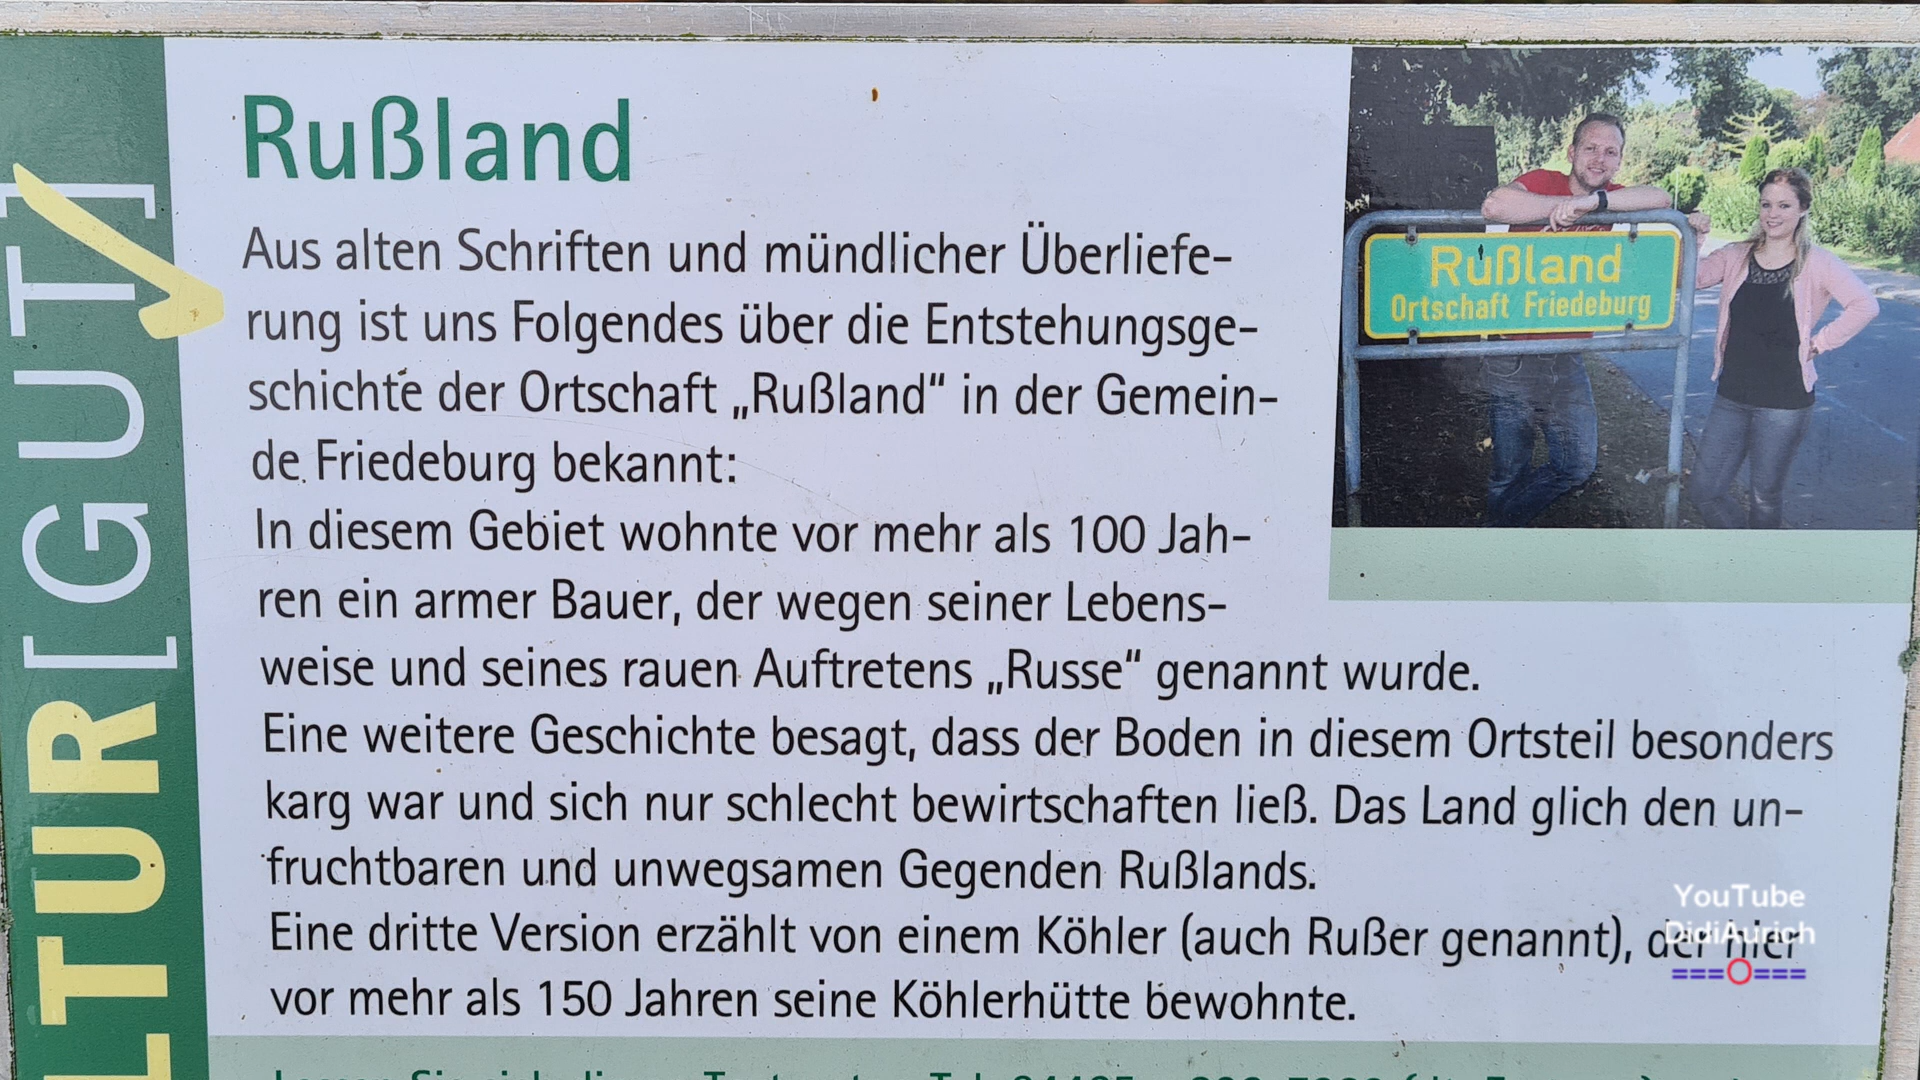 Rußland
Aus alten Schriften und mündlicher Überliefe-
rung ist uns Folgendes über die Entstehungsge-
schichte der Ortschaft „Rußland“ in der Gemein-
de Friedeburg bekannt:
In diesem Gebiet wohnte vor mehr als 100 Jah-
ren ein armer Bauer, der wegen seiner Lebens-
weise und seines rauen Auftretens „Russe“ genannt wurde.
Eine weitere Geschichte besagt, dass der Boden in diesem Ortsteil besonders
karg war und sich nur schlecht bewirtschaften ließ. Das Land glich den un-
fruchtbaren und unwegsamen Gegenden Rußlands.
Eine dritte Version erzählt von einem Köhler (auch Rußer genannt), der hier
vor mehr als 150 Jahren seine Köhlerhütte bewohnte.
Rußland
Ortschaft Friedeburg
LTUR[GUT]
YouTube
DidiAurich
===O===